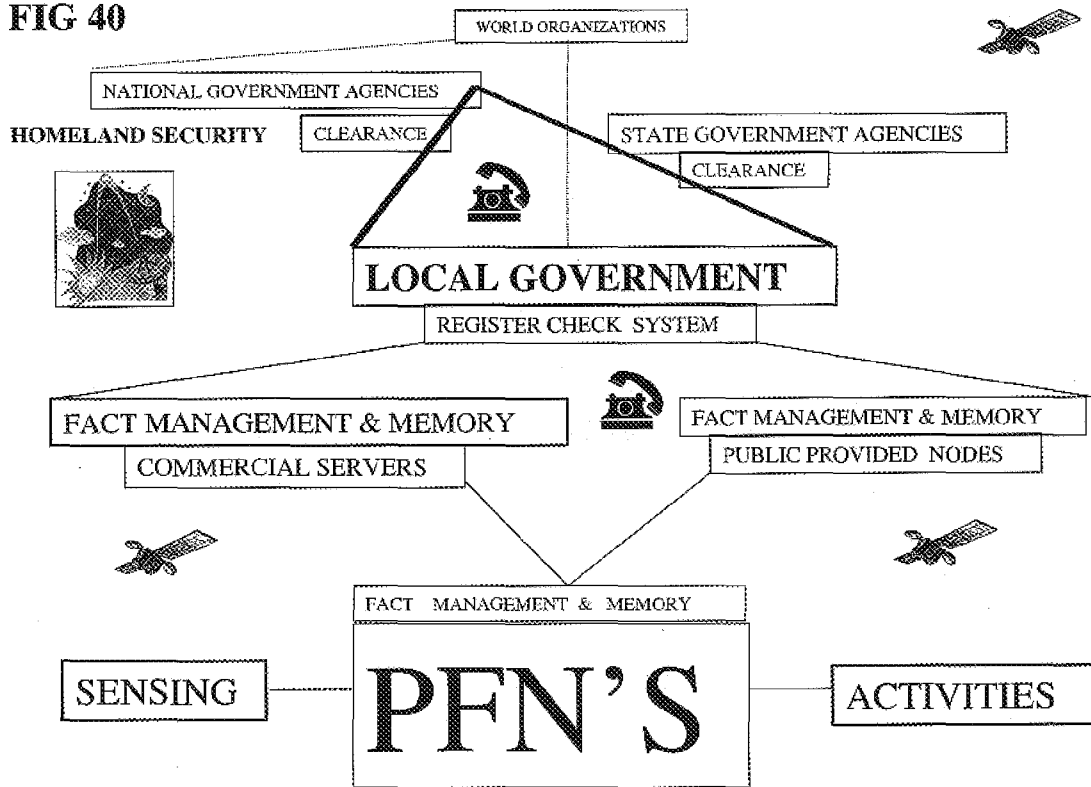 FIG 40
WORLD ORGANIZATIONS
NATIONAL GOVERNMENT AGENCIES
HOMELAND SECURITY
CLEARANCE
STATE GOVERNMENT AGENCIES
CLEARANCE
LOCAL GOVERNMENT
REGISTER CHECK SYSTEM
FACT MANAGEMENT & MEMORY
COMMERCIAL SERVERS
FACT MANAGEMENT & MEMORY
PUBLIC PROVIDED NODES
FACT MANAGEMENT & MEMORY
SENSING
PFN'S
ACTIVITIES